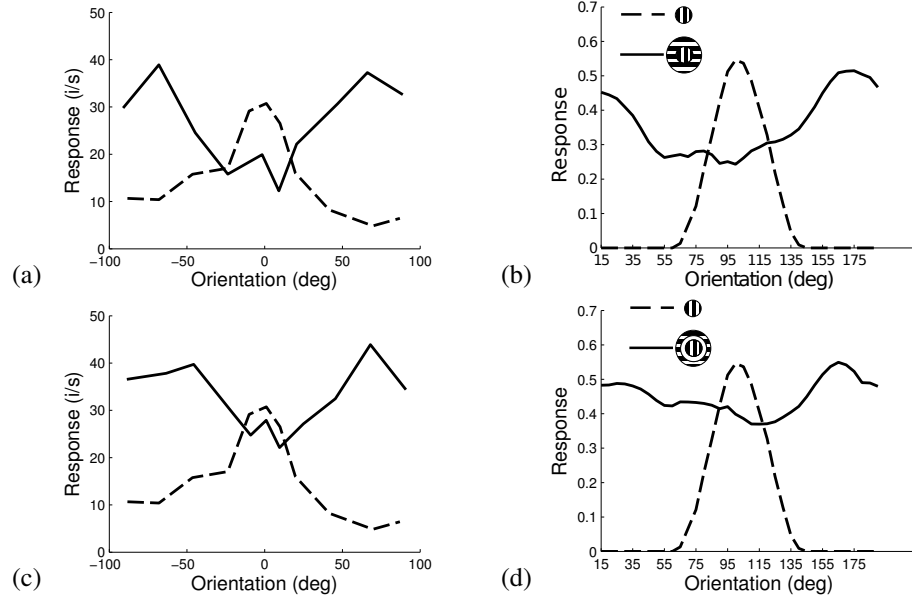 50
40
30
20
10
0
−100 −50 0 50 100
Response (i/s)
Orientation (deg)
(a)
0.7
0.6
0.5
0.4
0.3
0.2
0.1
0
15 35 55 75 95 115 135 155 175
Response
Orientation (deg)
(b)
50
40
30
20
10
0
−100 −50 0 50 100
Response (i/s)
Orientation (deg)
(c)
0.7
0.6
0.5
0.4
0.3
0.2
0.1
0
15 35 55 75 95 115 135 155 175
Response
Orientation (deg)
(d)